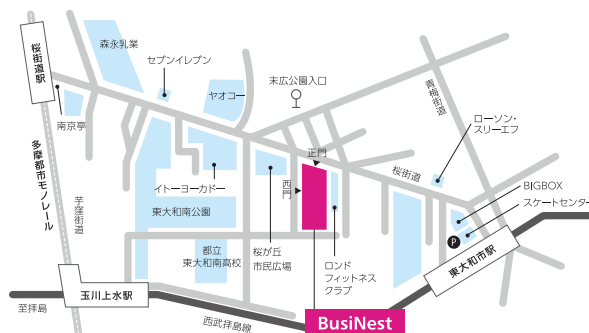 森永乳業
セブンイレブン
桜街道駅
ヤオコー
末広公園入口
青梅街道
南京亭
ローソン・
スリーエフ
正門
多摩都市モノレール
芋窪街道
イトーヨーカドー
西門
桜街道
BIGBOX
スケートセンター
東大和南公園
都立
東大和南高校
桜が丘
市民広場
ロンド
フィットネス
クラブ
P
東大和市駅
玉川上水駅
至拝島
西武拝島線
BusiNest